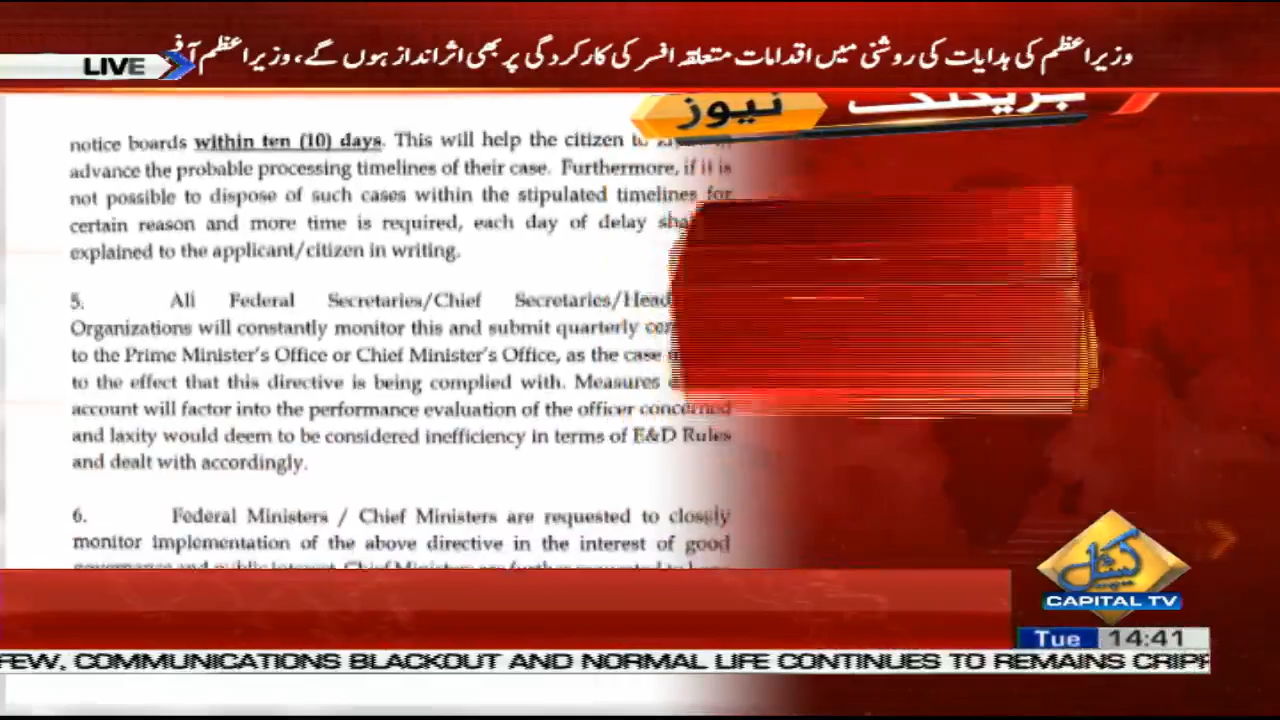 وزیراعظم کی ہدایات کی روشنی میں اقدامات متعلقہ افسر کی کارکردگی پر بھی اثرانداز ہوں گے، وزیراعظم آف
LIVE
بریکنگ
نیوز
notice boards within ten (10) days. This will help the citizen
advance the probable processing timelines of their case. Furthermore, if it is
not possible to dispose of such cases within the stipulated timelines for
certain reason and more time is required, each day of delay
explained to the applicant/citizen in writing.
5. All Federal Secretaries/Chief Secretaries/Head
Organizations will constantly monitor this and submit quarterly
to the Prime Minister's Office or Chief Minister's Office, as the case
to the effect that this directive is being complied with. Measures
account will factor into the performance evaluation of the officer concerned
and laxity would deem to be considered inefficiency in terms of E&D Rules
and dealt with accordingly.
6. Federal Ministers / Chief Ministers are requested to closely
monitor implementation of the above directive in the interest of good
کیپیٹل
CAPITAL TV
Tue 14:41
FEW, COMMUNICATIONS BLACKOUT AND NORMAL LIFE CONTINUES TO REMAINS CRIPP